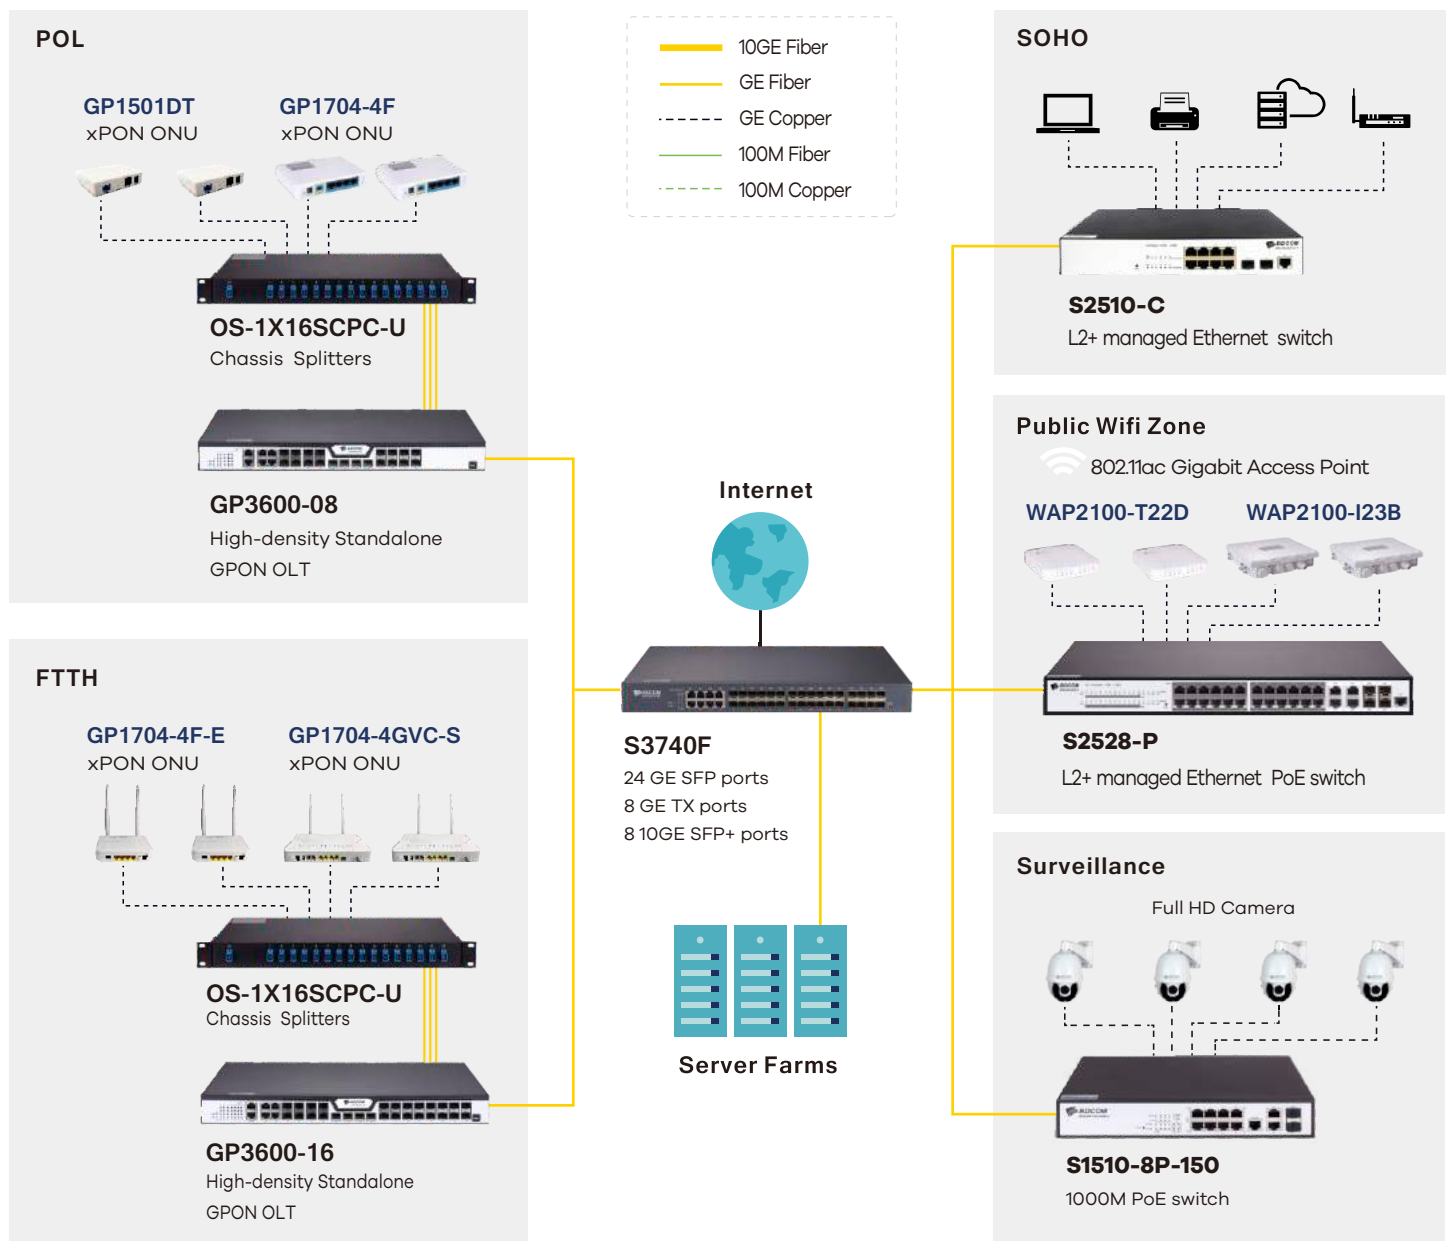 POL
GP1501DT
xPON ONU
GP1704-4F
xPON ONU
OS-1X16SCPC-U
Chassis Splitters
GP3600-08
High-density Standalone
GPON OLT
FTTH
GP1704-4F-E
xPON ONU
GP1704-4GVC-S
xPON ONU
OS-1X16SCPC-U
Chassis Splitters
GP3600-16
High-density Standalone
GPON OLT
10GE Fiber
GE Fiber
GE Copper
100M Fiber
100M Copper
Internet
S3740F
24 GE SFP ports
8 GE TX ports
8 10GE SFP+ ports
Server Farms
SOHO
BDCOM
S2510-C
L2+ managed Ethernet switch
Public Wifi Zone
802.11ac Gigabit Access Point
WAP2100-T22D
WAP2100-I23B
BDCOM
S2528-P
L2+ managed Ethernet PoE switch
Surveillance
Full HD Camera
BDCOM
S1510-8P-150
1000M PoE switch